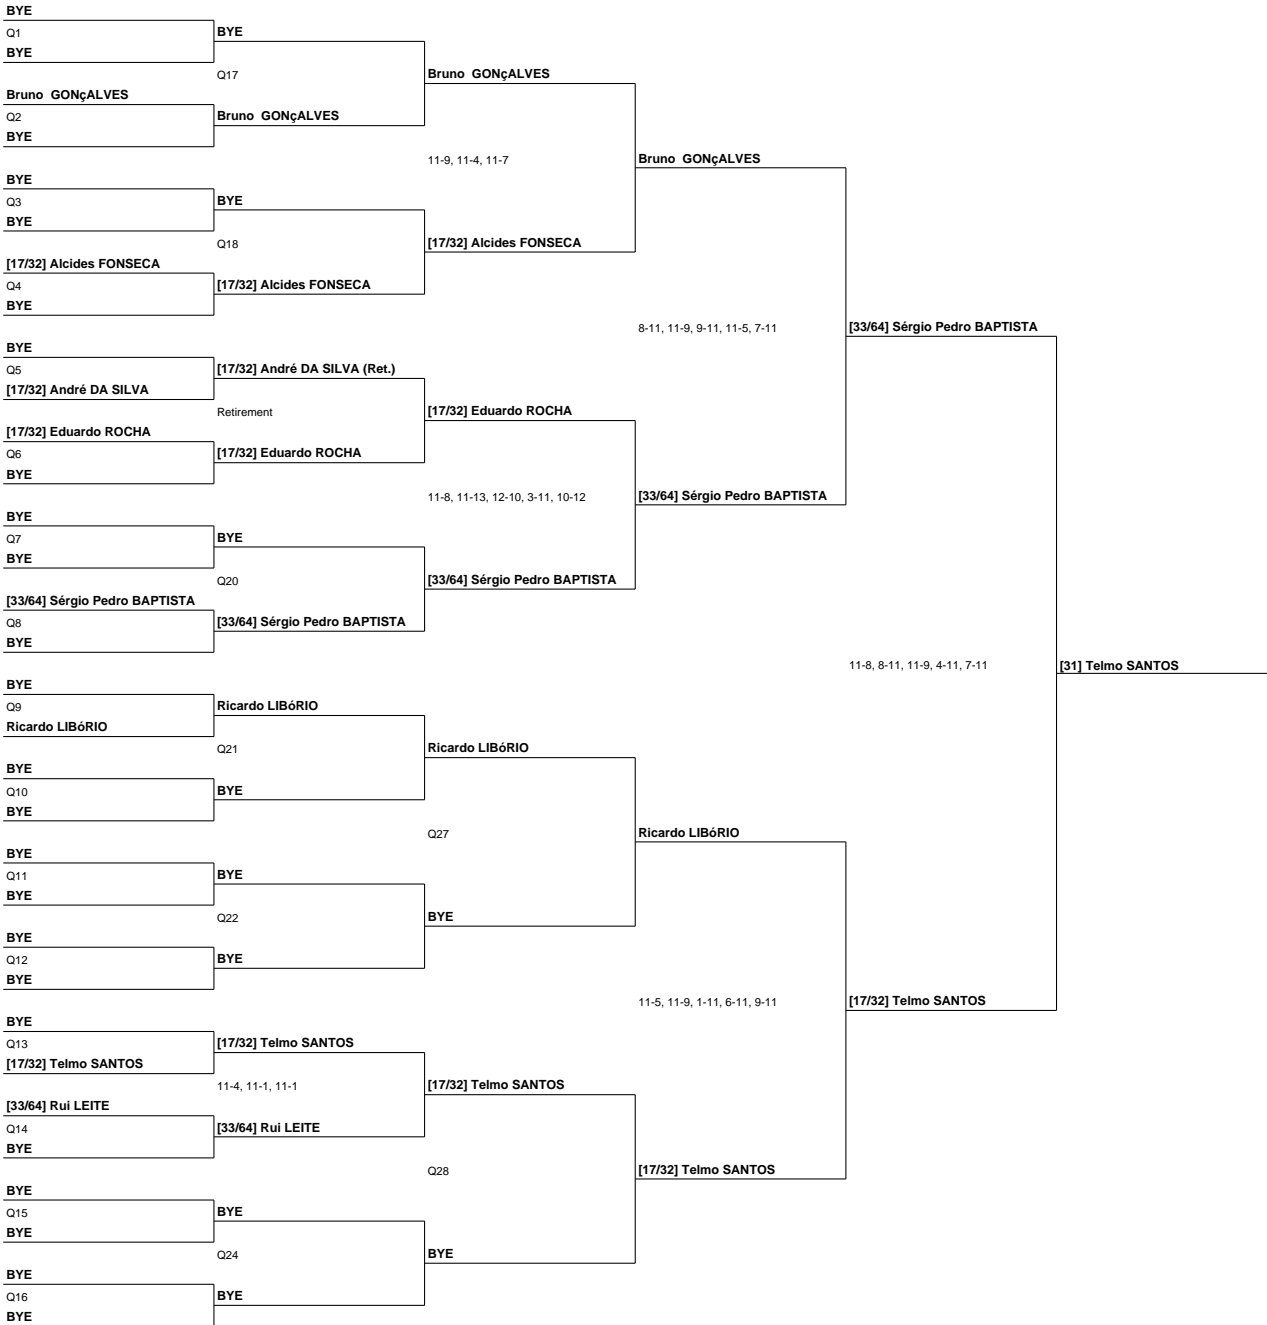 BYE
Q1
BYE
BYE
Q17
Bruno  GONçALVES
Bruno  GONçALVES
Q2
BYE
Bruno  GONçALVES
11-9, 11-4, 11-7
Bruno  GONçALVES
BYE
Q3
BYE
BYE
Q18
[17/32] Alcides FONSECA
[17/32] Alcides FONSECA
Q4
BYE
[17/32] Alcides FONSECA
8-11, 11-9, 9-11, 11-5, 7-11
[33/64] Sérgio Pedro BAPTISTA
BYE
Q5
[17/32] André DA SILVA
[17/32] André DA SILVA (Ret.)
Retirement
[17/32] Eduardo ROCHA
[17/32] Eduardo ROCHA
Q6
BYE
[17/32] Eduardo ROCHA
11-8, 11-13, 12-10, 3-11, 10-12
[33/64] Sérgio Pedro BAPTISTA
BYE
Q7
BYE
BYE
Q20
[33/64] Sérgio Pedro BAPTISTA
[33/64] Sérgio Pedro BAPTISTA
Q8
BYE
[33/64] Sérgio Pedro BAPTISTA
11-8, 8-11, 11-9, 4-11, 7-11
[31] Telmo SANTOS
BYE
Q9
Ricardo LIBóRIO
Ricardo LIBóRIO
Q21
Ricardo LIBóRIO
BYE
Q10
BYE
BYE
Q27
Ricardo LIBóRIO
BYE
Q11
BYE
BYE
Q22
BYE
BYE
Q12
BYE
BYE
11-5, 11-9, 1-11, 6-11, 9-11
[17/32] Telmo SANTOS
BYE
Q13
[17/32] Telmo SANTOS
[17/32] Telmo SANTOS
11-4, 11-1, 11-1
[17/32] Telmo SANTOS
[33/64] Rui LEITE
Q14
BYE
[33/64] Rui LEITE
Q28
[17/32] Telmo SANTOS
BYE
Q15
BYE
BYE
Q24
BYE
BYE
Q16
BYE
BYE